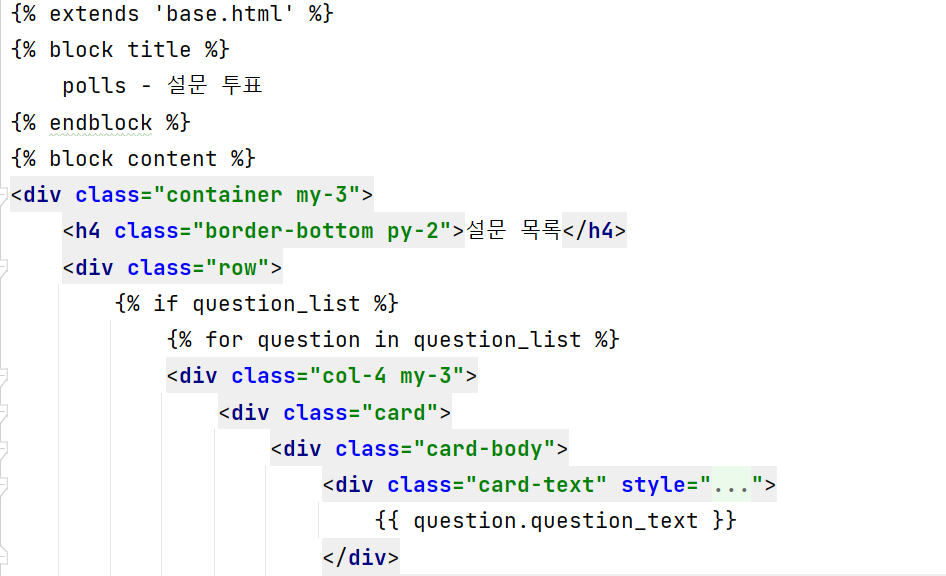 {% extends 'base.html' %}
{% block title %}
polls - 설문 투표
{% endblock %}
{% block content %}
<div class="container my-3">
<h4 class="border-bottom py-2">설문 목록</h4>
<div class="row">
{% if question_list %}
{% for question in question_list %}
<div class="col-4 my-3">
<div class="card">
<div class="card-body">
<div class="card-text" style="...">
{{ question.question_text }}
</div>